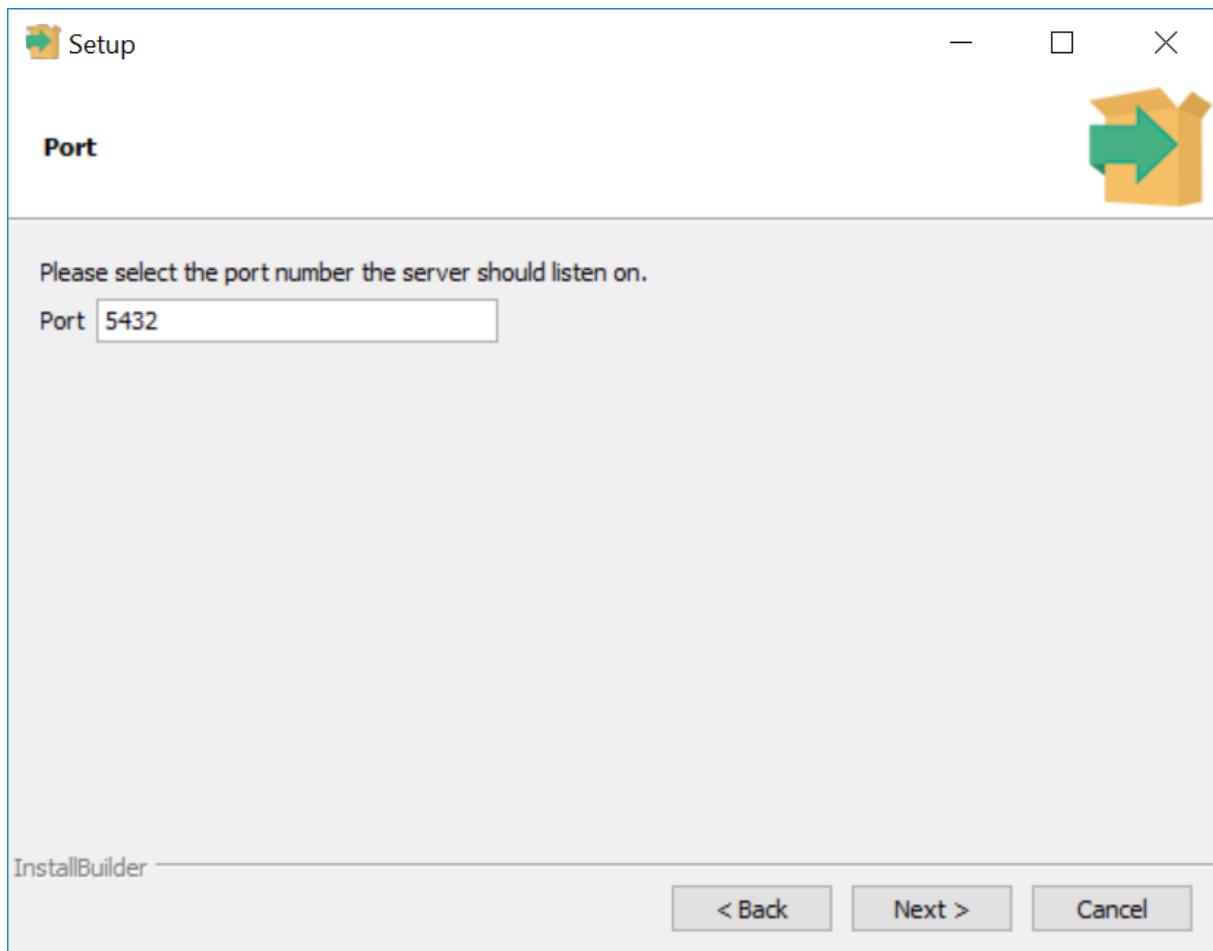 Setup
Port
Please select the port number the server should listen on.
Port 5432
InstallBuilder
< Back Next > Cancel